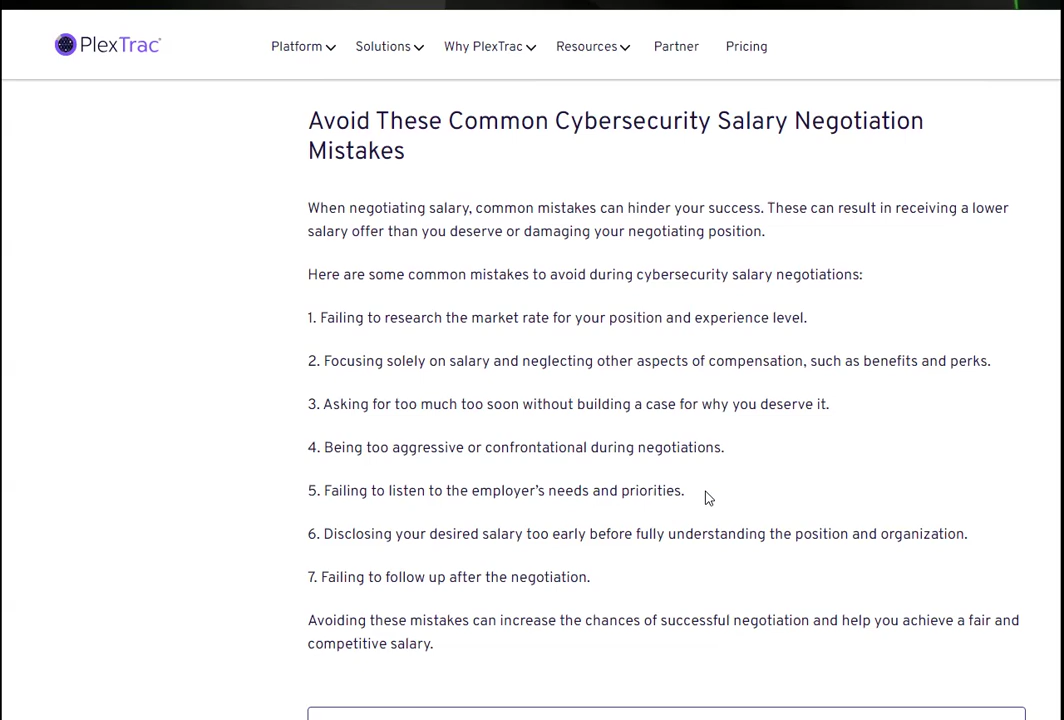 PlexTrac
Platform Solutions Why PlexTrac Resources Partner Pricing
Avoid These Common Cybersecurity Salary Negotiation
Mistakes
When negotiating salary, common mistakes can hinder your success. These can result in receiving a lower
salary offer than you deserve or damaging your negotiating position.
Here are some common mistakes to avoid during cybersecurity salary negotiations:
1. Failing to research the market rate for your position and experience level.
2. Focusing solely on salary and neglecting other aspects of compensation, such as benefits and perks.
3. Asking for too much too soon without building a case for why you deserve it.
4. Being too aggressive or confrontational during negotiations.
5. Failing to listen to the employer's needs and priorities.
6. Disclosing your desired salary too early before fully understanding the position and organization.
7. Failing to follow up after the negotiation.
Avoiding these mistakes can increase the chances of successful negotiation and help you achieve a fair and
competitive salary.